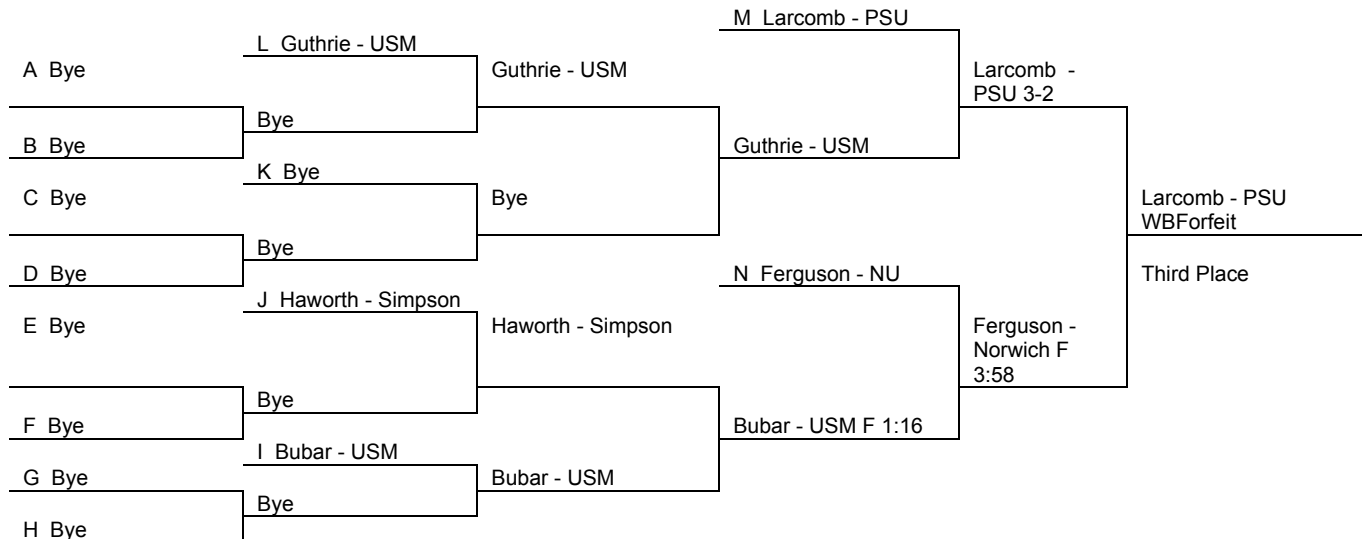 M Larcomb - PSU
L Guthrie - USM
A Bye
Guthrie - USM
Larcomb -
PSU 3-2
Bye
B Bye
Guthrie - USM
K Bye
C Bye
Bye
Larcomb - PSU
WBForfeit
Bye
D Bye
N Ferguson - NU
Third Place
J Haworth - Simpson
E Bye
Haworth - Simpson
Ferguson -
Norwich F
3:58
Bye
F Bye
Bubar - USM F 1:16
I Bubar - USM
G Bye
Bubar - USM
Bye
H Bye